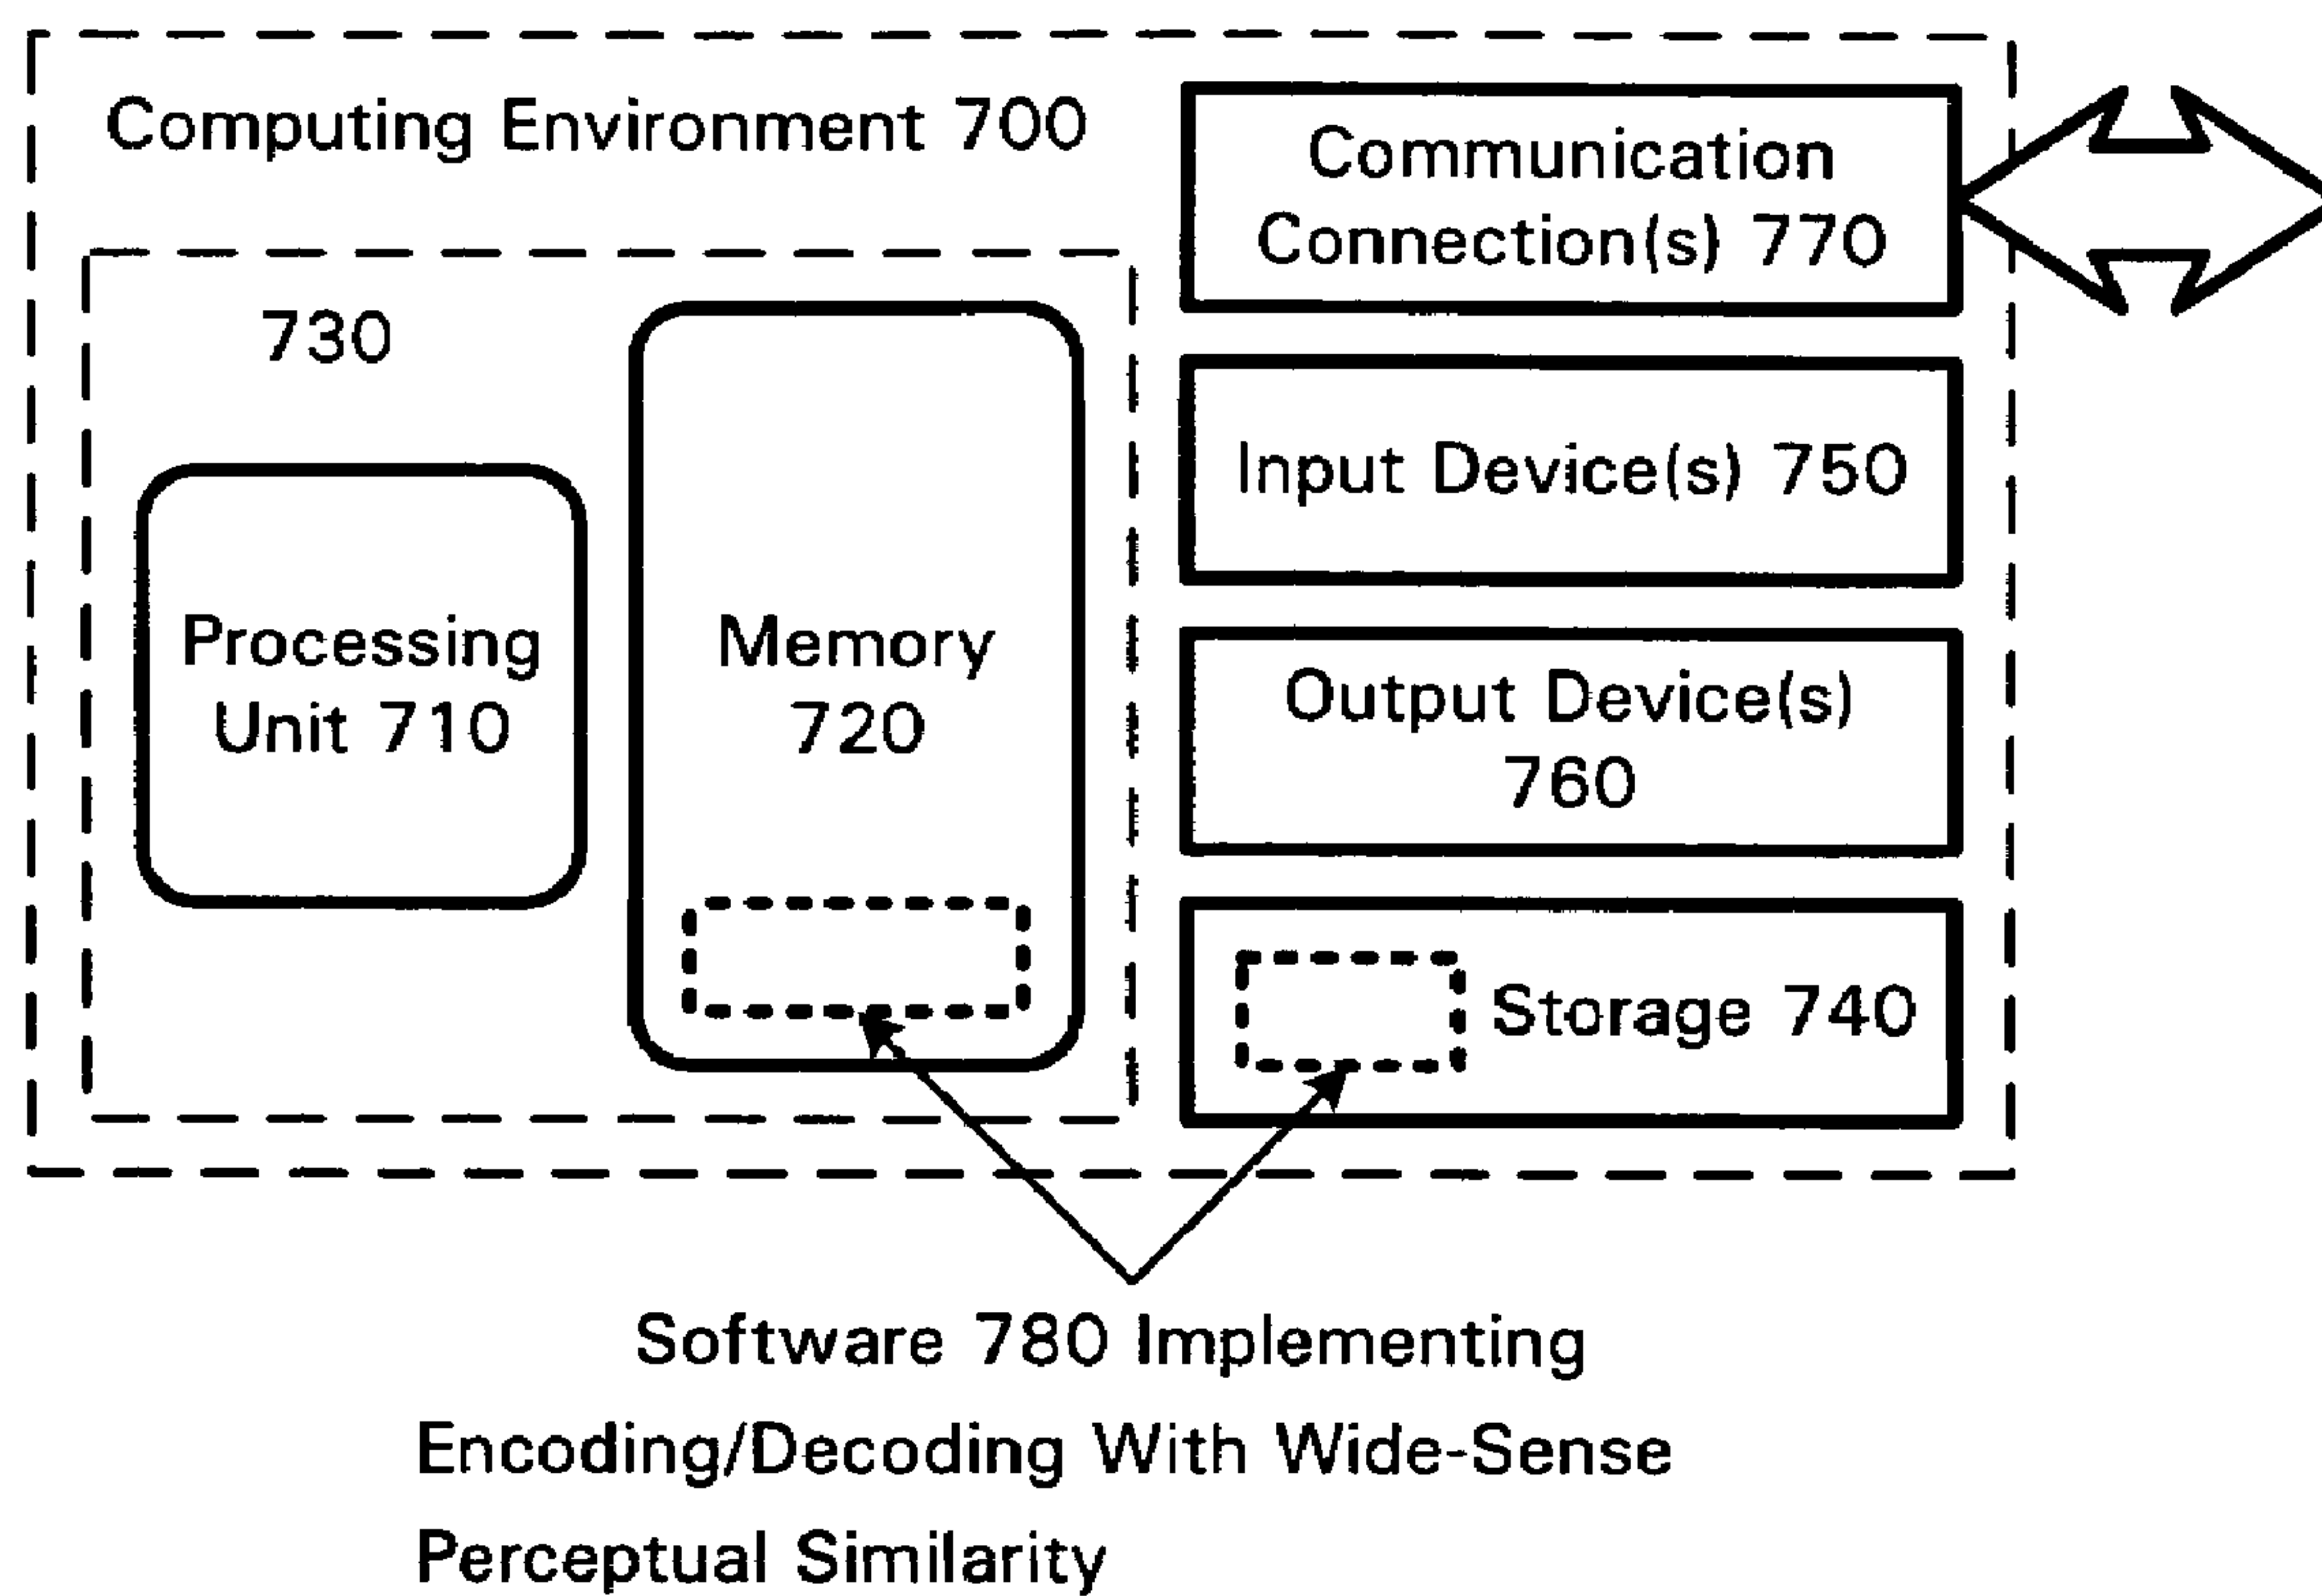 Computing Environment 700
730
Processing
Unit 710
Memory
720
Communication
Connection(s) 770
Input Device(s) 750
Output Device(s)
760
Storage 740
Software 780 Implementing
Encoding/Decoding With Wide-Sense
Perceptual Similarity